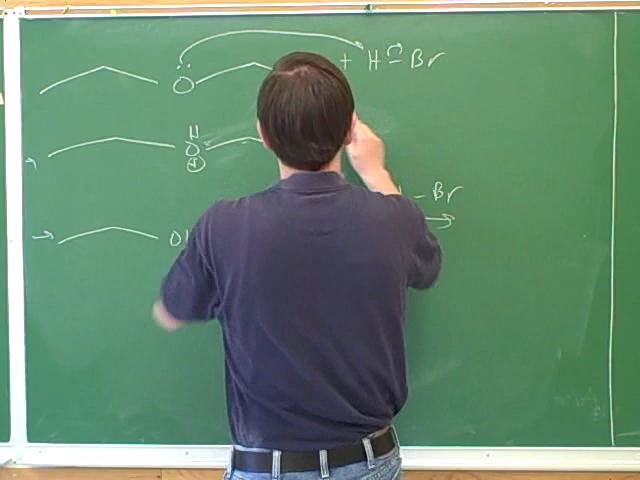 Ö + H - Br
H
O
⊕
- Br
→ OH →